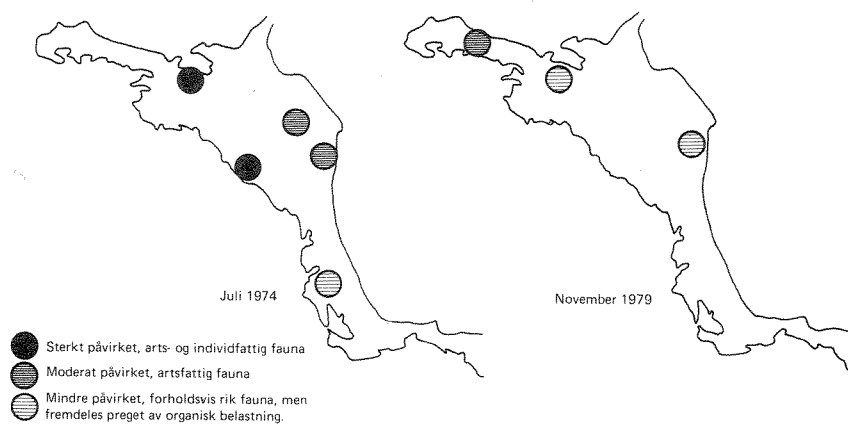 Juli 1974
November 1979
Sterkt påvirket, arts- og individfattig fauna
Moderat påvirket, artsfattig fauna
Mindre påvirket, forholdsvis rik fauna, men
fremdeles preget av organisk belastning.